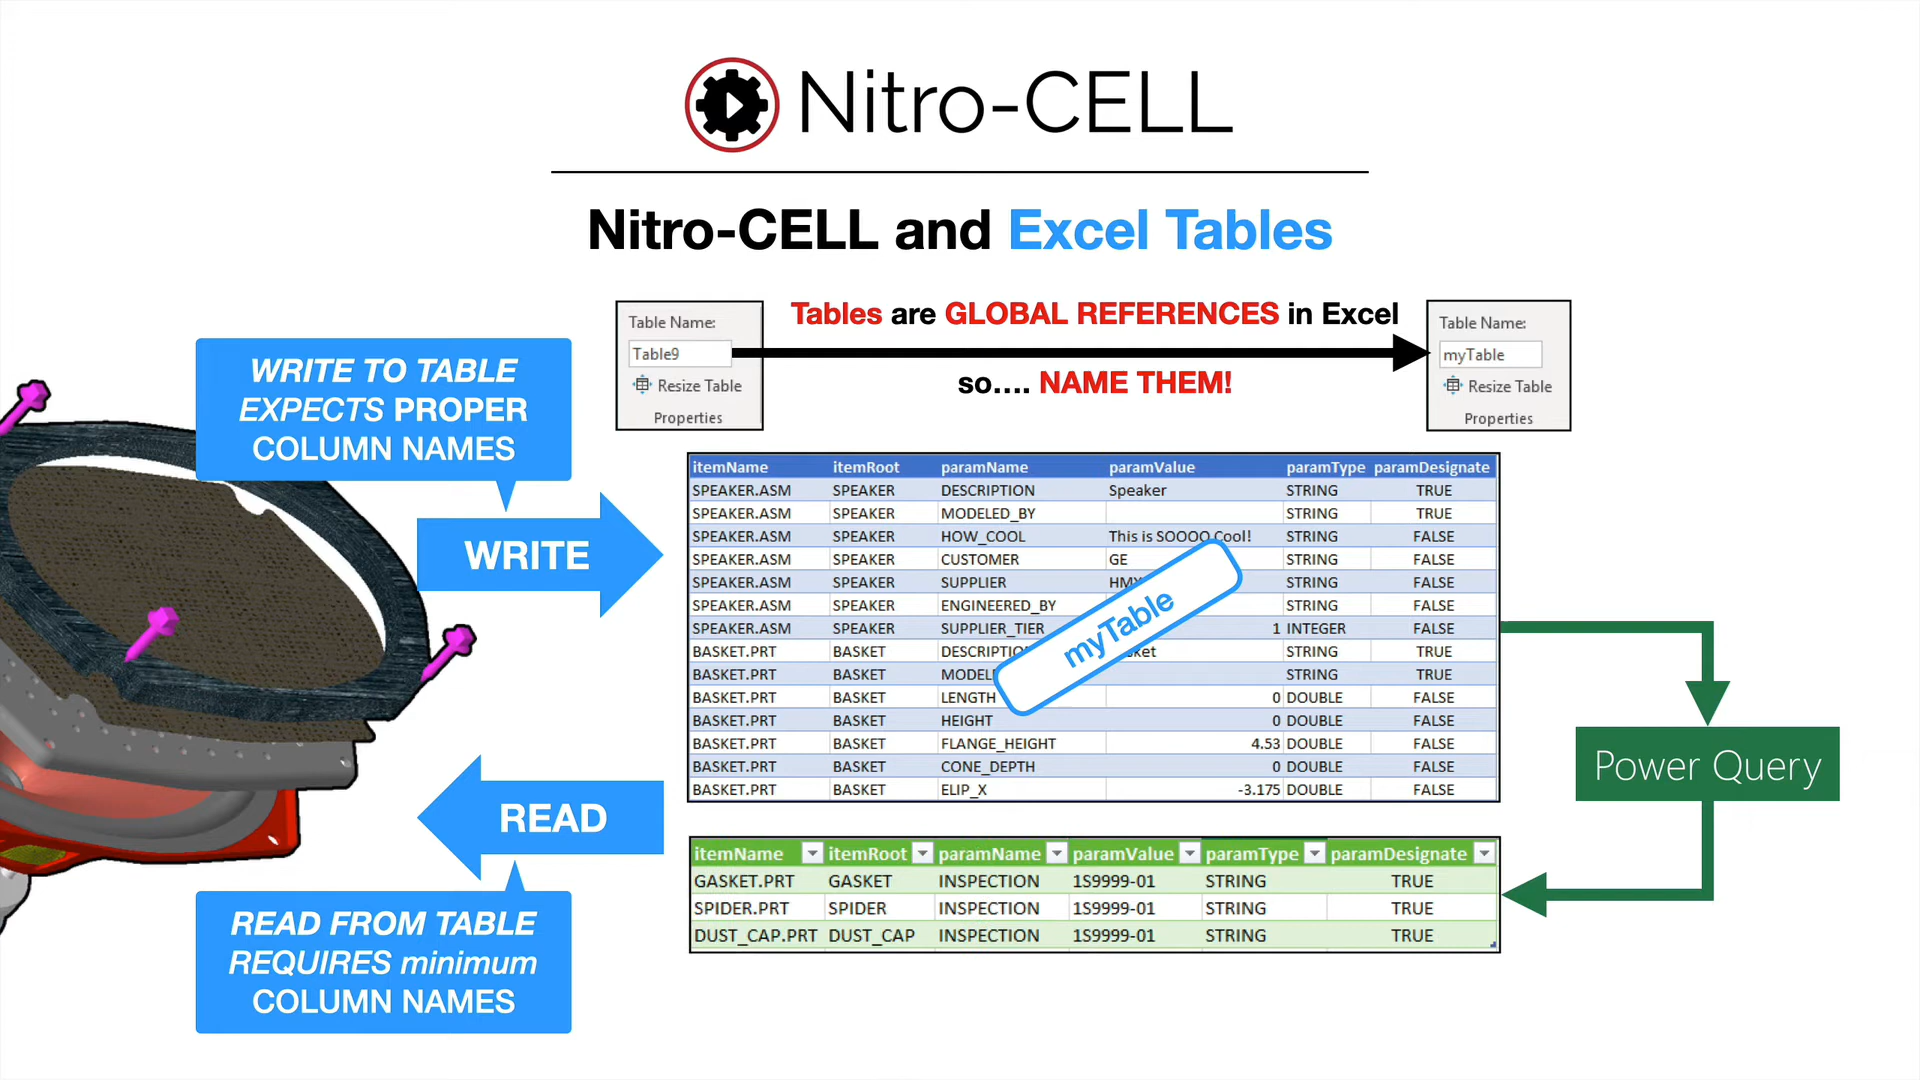 Nitro-CELL
Nitro-CELL and Excel Tables
Table Name:
Table9
Resize Table
Properties
Tables are GLOBAL REFERENCES in Excel
so.... NAME THEM!
Table Name:
myTable
Resize Table
Properties
WRITE TO TABLE
EXPECTS PROPER
COLUMN NAMES
WRITE
itemName itemRoot paramName paramValue paramType paramDesignate
SPEAKER.ASM SPEAKER DESCRIPTION Speaker STRING TRUE
SPEAKER.ASM SPEAKER MODELED_BY STRING TRUE
SPEAKER.ASM SPEAKER HOW_COOL This is SOOOO Cool! STRING FALSE
SPEAKER.ASM SPEAKER CUSTOMER GE STRING FALSE
SPEAKER.ASM SPEAKER SUPPLIER STRING FALSE
SPEAKER.ASM SPEAKER ENGINEERED_BY STRING FALSE
SPEAKER.ASM SPEAKER SUPPLIER_TIER 1 INTEGER FALSE
BASKET.PRT BASKET STRING TRUE
BASKET.PRT BASKET STRING TRUE
BASKET.PRT BASKET LENGTH 0 DOUBLE FALSE
BASKET.PRT BASKET HEIGHT 0 DOUBLE FALSE
BASKET.PRT BASKET FLANGE_HEIGHT 4.53 DOUBLE FALSE
BASKET.PRT BASKET CONE_DEPTH 0 DOUBLE FALSE
BASKET.PRT BASKET ELIP_X -3.175 DOUBLE FALSE
myTable
Power Query
READ
READ FROM TABLE
REQUIRES minimum
COLUMN NAMES
itemName itemRoot paramName paramValue paramType paramDesignate
GASKET.PRT GASKET INSPECTION 1S9999-01 STRING TRUE
SPIDER.PRT SPIDER INSPECTION 1S9999-01 STRING TRUE
DUST_CAP.PRT DUST_CAP INSPECTION 1S9999-01 STRING TRUE